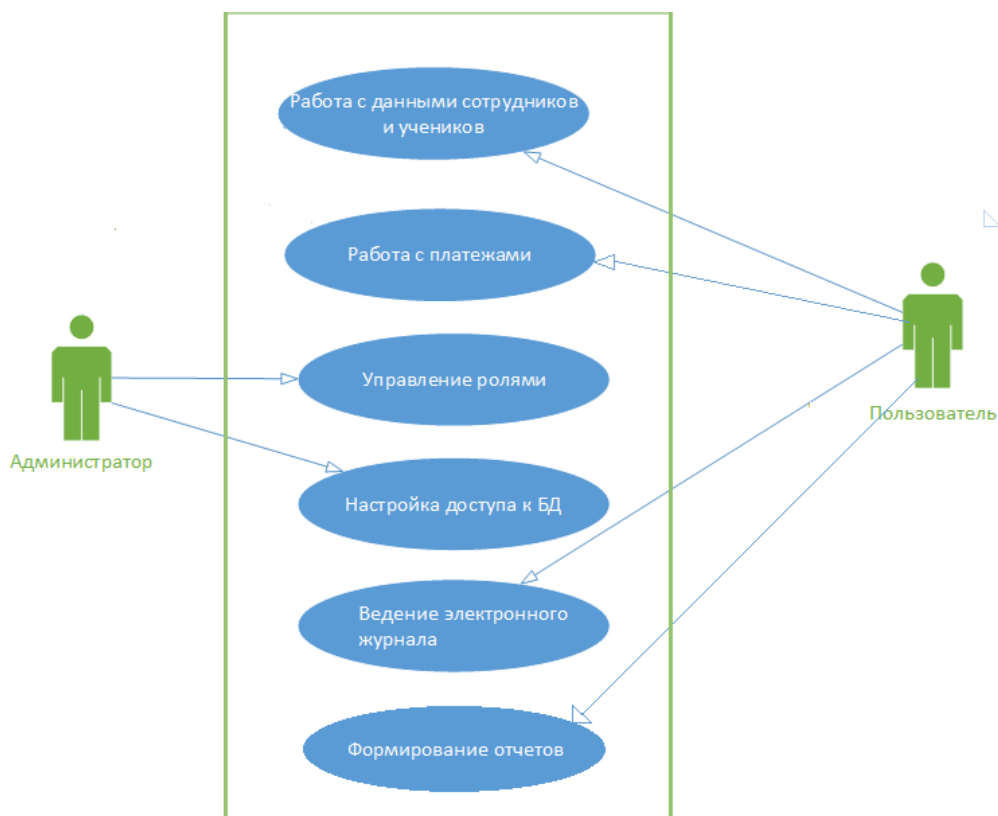 Работа с данными сотрудников
и учеников
Работа с платежами
Управление ролями
Пользователь
Администратор
Настройка доступа к БД
Ведение электронного
журнала
Формирование отчетов